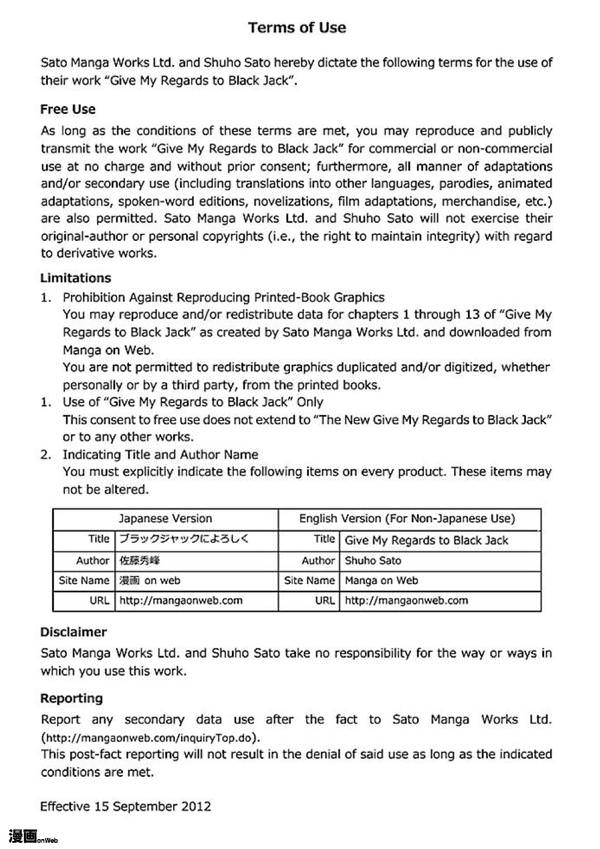 Terms of Use
Sato Manga Works Ltd. and Shuho Sato hereby dictate the following terms for the use of
their work “Give My Regards to Black Jack”.
Free Use
As long as the conditions of these terms are met, you may reproduce and publicly
transmit the work “Give My Regards to Black Jack” for commercial or non-commercial
use at no charge and without prior consent; furthermore, all manner of adaptations
and/or secondary use (including translations into other languages, parodies, animated
adaptations, spoken-word editions, novelizations, film adaptations, merchandise, etc.)
are also permitted. Sato Manga Works Ltd. and Shuho Sato will not exercise their
original-author or personal copyrights (i.e., the right to maintain integrity) with regard
to derivative works.
Limitations
1. Prohibition Against Reproducing Printed-Book Graphics
You may reproduce and/or redistribute data for chapters 1 through 13 of “Give My
Regards to Black Jack” as created by Sato Manga Works Ltd. and downloaded from
Manga on Web.
You are not permitted to redistribute graphics duplicated and/or digitized, whether
personally or by a third party, from the printed books.
1. Use of “Give My Regards to Black Jack” Only
This consent to free use does not extend to “The New Give My Regards to Black Jack”
or to any other works.
2. Indicating Title and Author Name
You must explicitly indicate the following items on every product. These items may
not be altered.
Japanese Version English Version (For Non-Japanese Use)
Title ブラックジャックによろしく Title Give My Regards to Black Jack
Author 佐藤秀峰 Author Shuho Sato
Site Name 漫画 on web Site Name Manga on Web
URL http://mangaonweb.com URL http://mangaonweb.com
Disclaimer
Sato Manga Works Ltd. and Shuho Sato take no responsibility for the way or ways in
which you use this work.
Reporting
Report any secondary data use after the fact to Sato Manga Works Ltd.
(http://mangaonweb.com/inquiryTop.do).
This post-fact reporting will not result in the denial of said use as long as the indicated
conditions are met.
Effective 15 September 2012
漫画onWeb